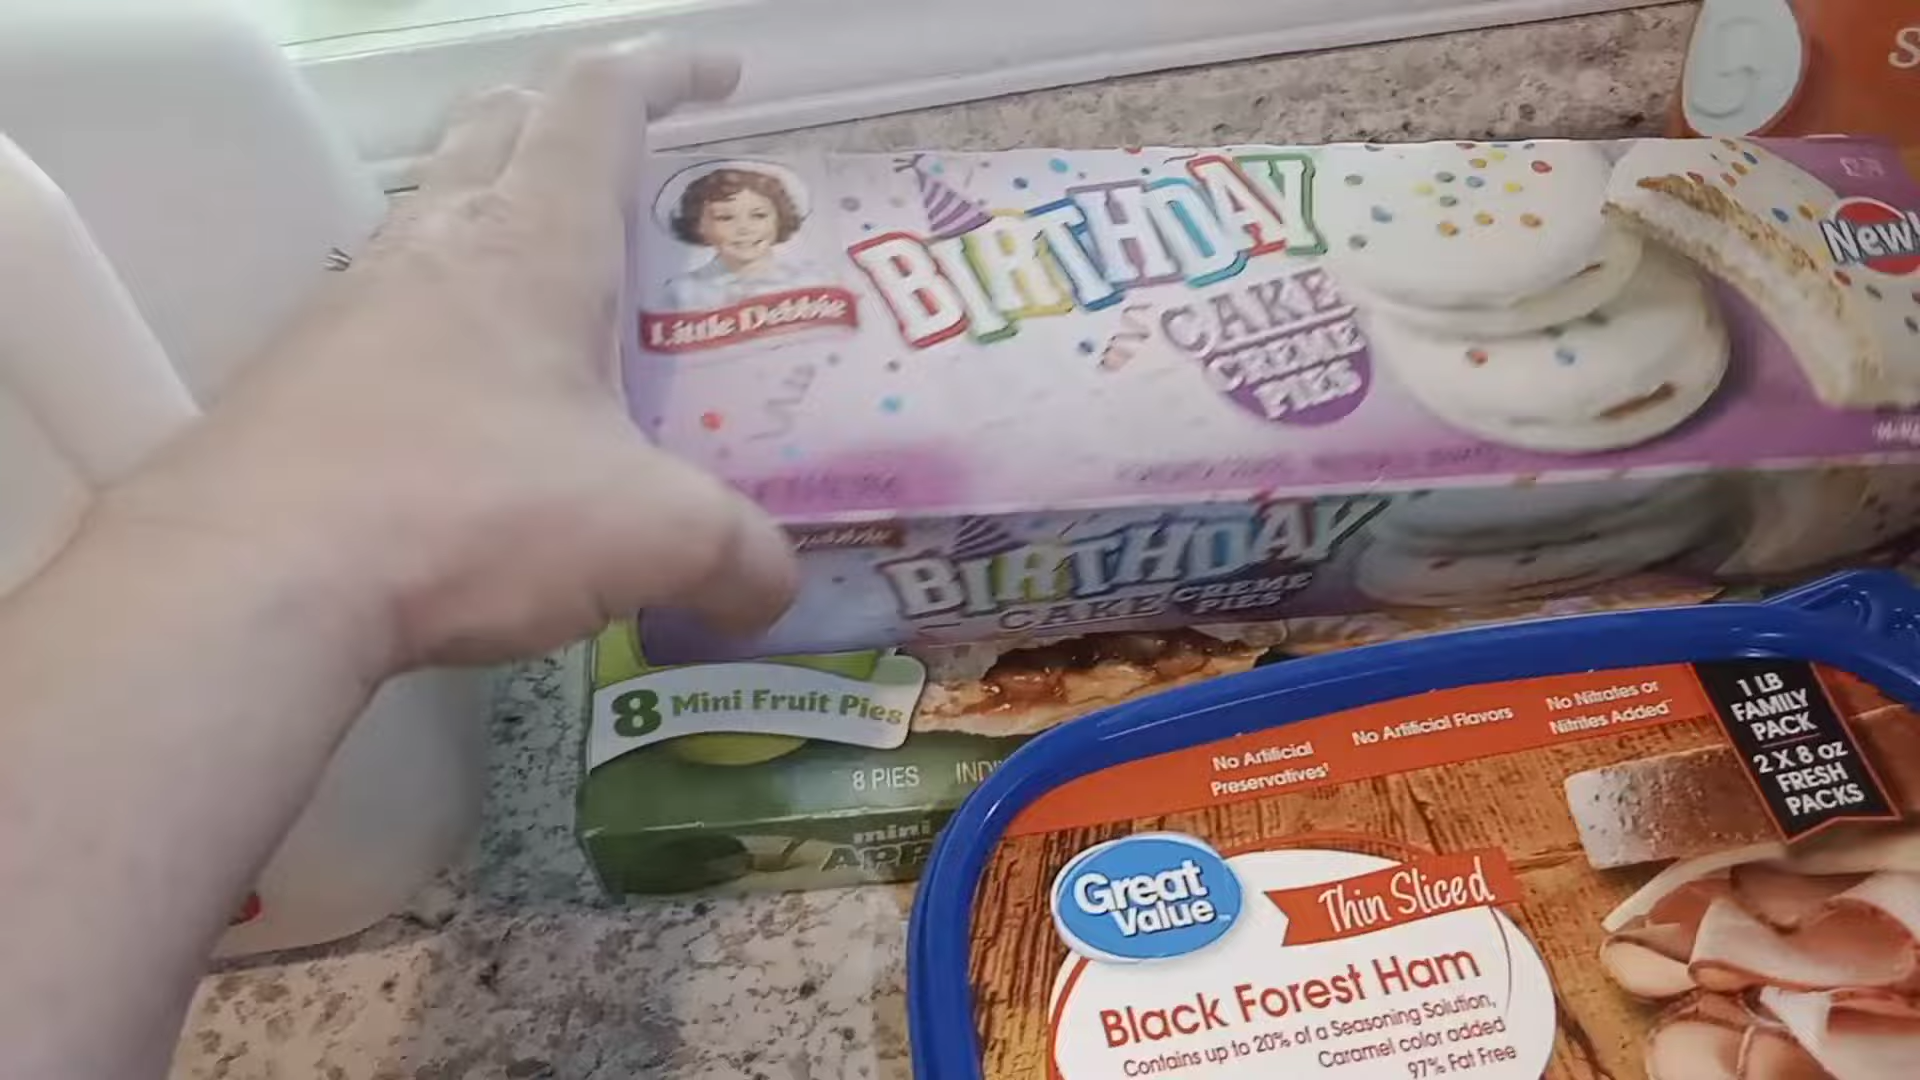 S
$2.79
Little Debbie
BIRTHDAY
CAKE
CREME
PIES
New!
BIRTHDAY
CAKE CREME
PIES
8 Mini Fruit Pies
8 PIES
mini
No Artificial
Preservatives†
No Artificial Flavors
No Nitrates or
Nitrites Added
1 LB
FAMILY
PACK
2 X 8 oz
FRESH
PACKS
Great
Value™
Thin Sliced
Black Forest Ham
Contains up to 20% of a Seasoning Solution,
Caramel color added
97% Fat Free